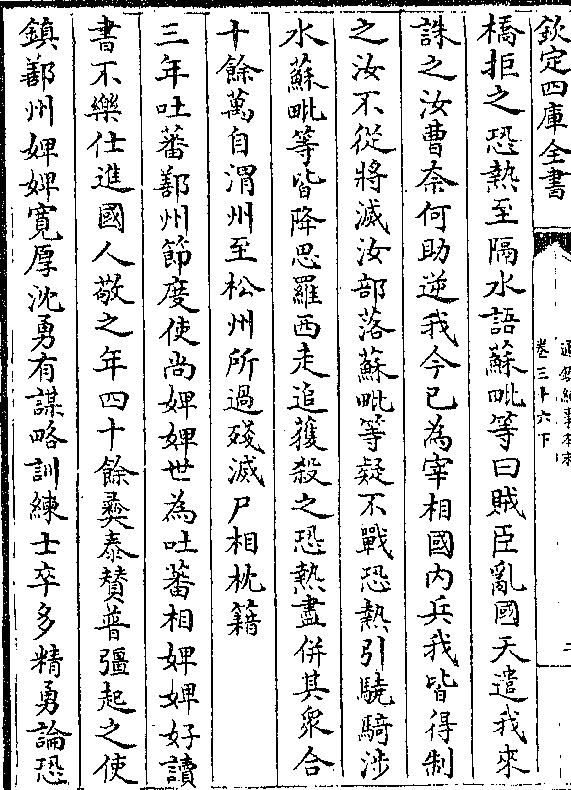 欽定四庫全書
通鑑紀事本末
卷三十六下
橋拒之恐熱至隔水語蘇毗等曰賊臣亂國天遣我來
誅之汝曹奈何助逆我今已為宰相國內兵我皆得制
之汝不從將滅汝部落蘇毗等疑不戰恐熱引驍騎涉
水蘇毗等皆降思羅西走追獲殺之恐熱盡併其衆合
十餘萬自渭州至松州所過殘滅尸相枕籍
三年吐蕃鄯州節度使尚婢婢世為吐蕃相婢婢好讀
書不樂仕進國人敬之年四十餘彝泰贊普彊起之使
鎮鄯州婢婢寛厚沈勇有謀略訓練士卒多精勇論恐